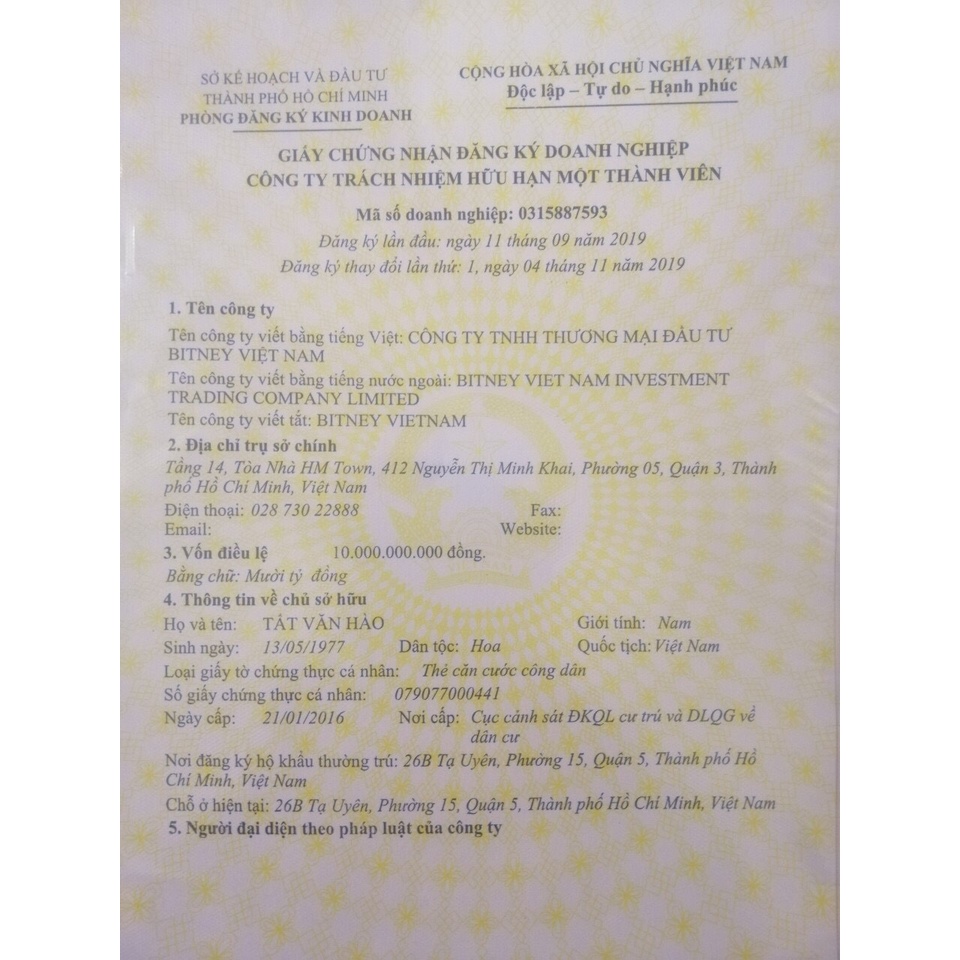 SỞ KẾ HOẠCH VÀ ĐẦU TƯ
THÀNH PHỐ HỒ CHÍ MINH
PHÒNG ĐĂNG KÝ KINH DOANH
CỘNG HÒA XÃ HỘI CHỦ NGHĨA VIỆT NAM
Độc lập – Tự do – Hạnh phúc
GIẤY CHỨNG NHẬN ĐĂNG KÝ DOANH NGHIỆP
CÔNG TY TRÁCH NHIỆM HỮU HẠN MỘT THÀNH VIÊN
Mã số doanh nghiệp: 0315887593
Đăng ký lần đầu: ngày 11 tháng 09 năm 2019
Đăng ký thay đổi lần thứ: 1, ngày 04 tháng 11 năm 2019
1. Tên công ty
Tên công ty viết bằng tiếng Việt: CÔNG TY TNHH THƯƠNG MẠI ĐẦU TƯ
BITNEY VIỆT NAM
Tên công ty viết bằng tiếng nước ngoài: BITNEY VIET NAM INVESTMENT
TRADING COMPANY LIMITED
Tên công ty viết tắt: BITNEY VIETNAM
2. Địa chỉ trụ sở chính
Tầng 14, Tòa Nhà HM Town, 412 Nguyễn Thị Minh Khai, Phường 05, Quận 3, Thành
phố Hồ Chí Minh, Việt Nam
Điện thoại: 028 730 22888 Fax:
Email: Website:
3. Vốn điều lệ 10.000.000.000 đồng.
Bằng chữ: Mười tỷ đồng
4. Thông tin về chủ sở hữu
Họ và tên: TẤT VĂN HÀO Giới tính: Nam
Sinh ngày: 13/05/1977 Dân tộc: Hoa Quốc tịch: Việt Nam
Loại giấy tờ chứng thực cá nhân: Thẻ căn cước công dân
Số giấy chứng thực cá nhân: 079077000441
Ngày cấp: 21/01/2016 Nơi cấp: Cục cảnh sát ĐKQL cư trú và DLQG về
dân cư
Nơi đăng ký hộ khẩu thường trú: 26B Tạ Uyên, Phường 15, Quận 5, Thành phố Hồ
Chí Minh, Việt Nam
Chỗ ở hiện tại: 26B Tạ Uyên, Phường 15, Quận 5, Thành phố Hồ Chí Minh, Việt Nam
5. Người đại diện theo pháp luật của công ty